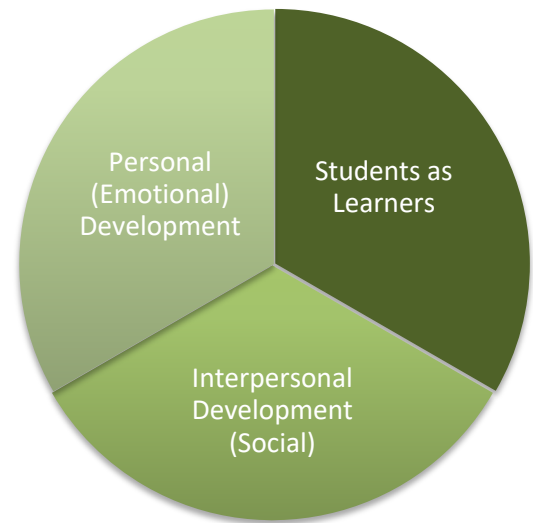 Personal
(Emotional)
Development
Students as
Learners
Interpersonal
Development
(Social)